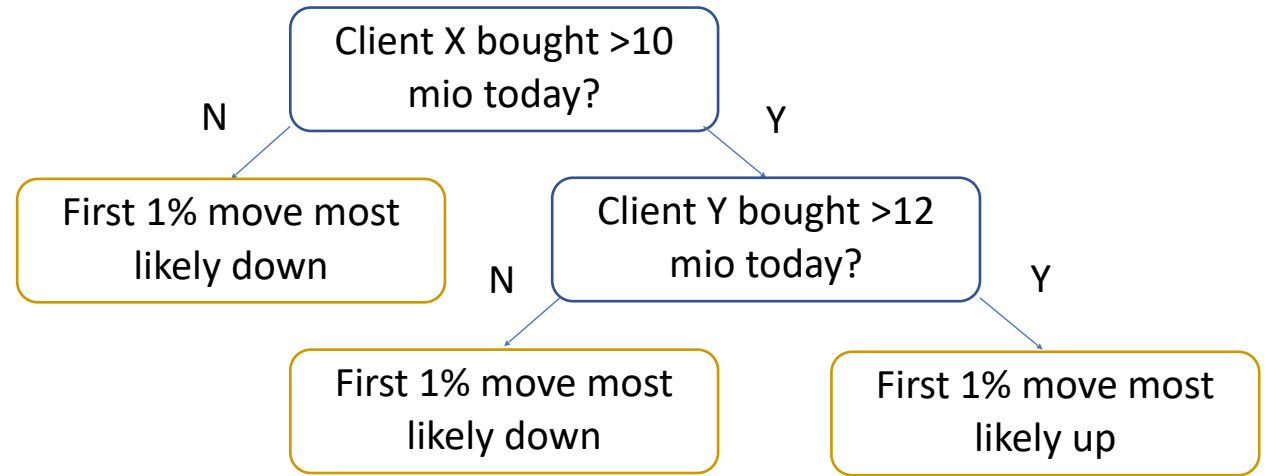 Client X bought >10
mio today?
N
Y
First 1% move most
likely down
Client Y bought >12
mio today?
N
Y
First 1% move most
likely down
First 1% move most
likely up